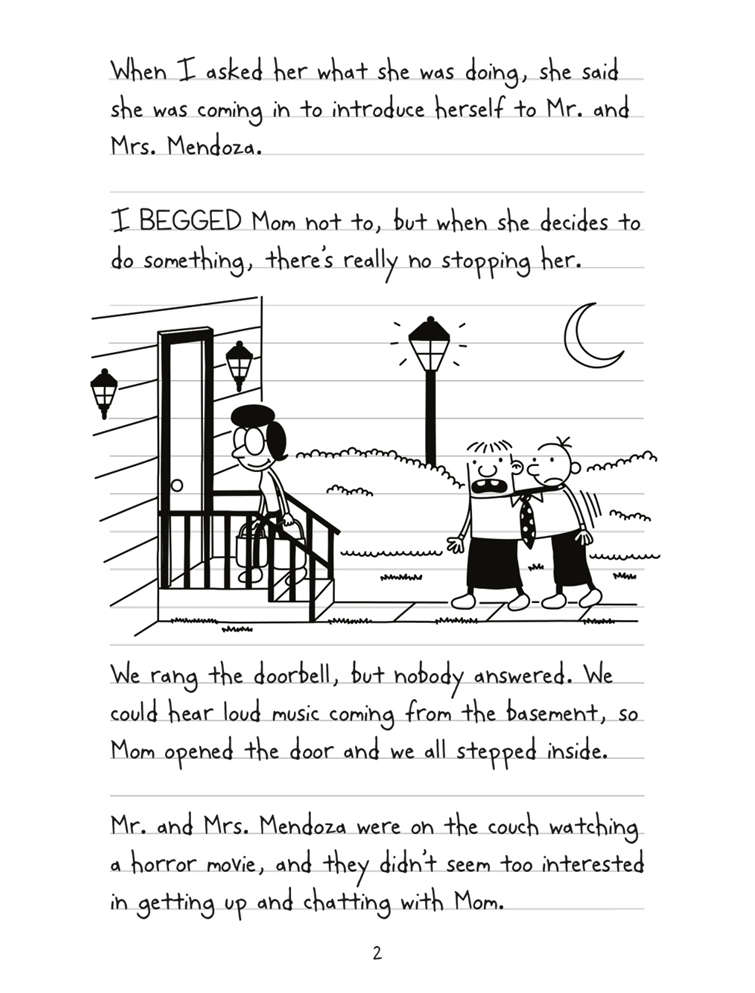 When I asked her what she was doing, she said
she was coming in to introduce herself to Mr. and
Mrs. Mendoza.
I BEGGED Mom not to, but when she decides to
do something, there's really no stopping her.
We rang the doorbell, but nobody answered. We
could hear loud music coming from the basement, so
Mom opened the door and we all stepped inside.
Mr. and Mrs. Mendoza were on the couch watching
a horror movie, and they didn't seem too interested
in getting up and chatting with Mom.
2